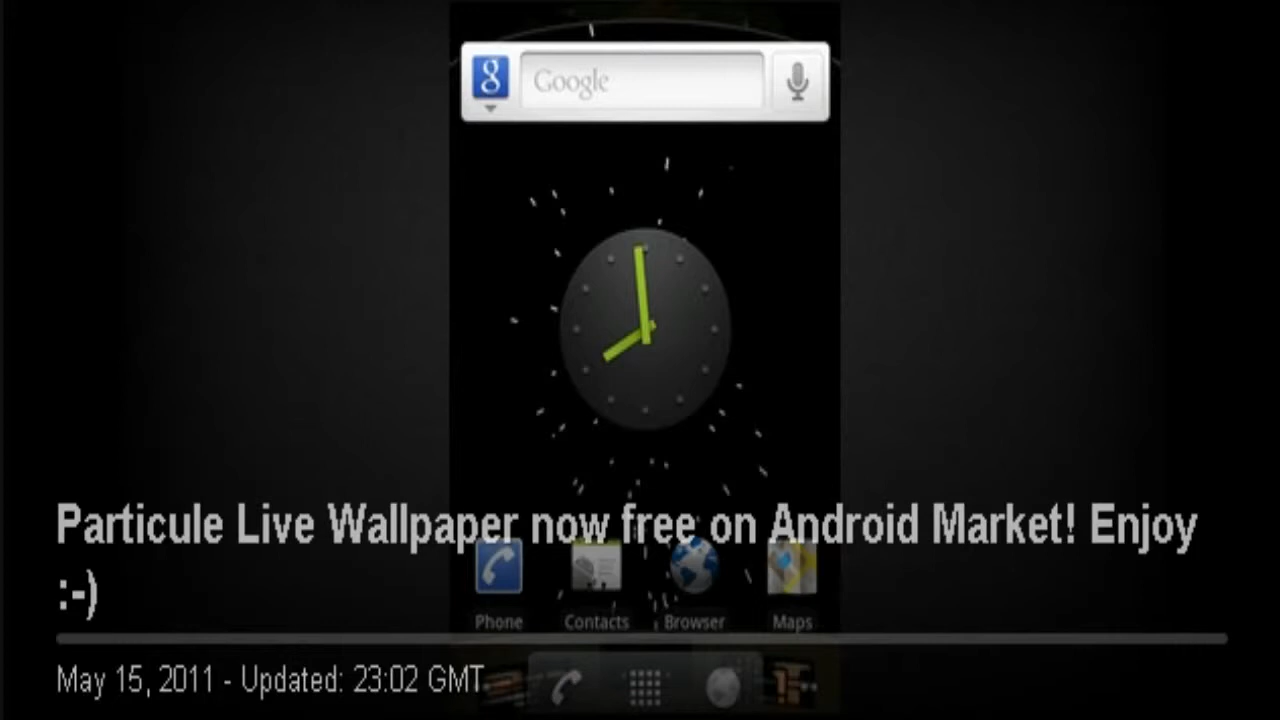 g Google
Particule Live Wallpaper now free on Android Market! Enjoy
:-)
Phone Contacts Browser Maps
May 15, 2011 - Updated: 23:02 GMT